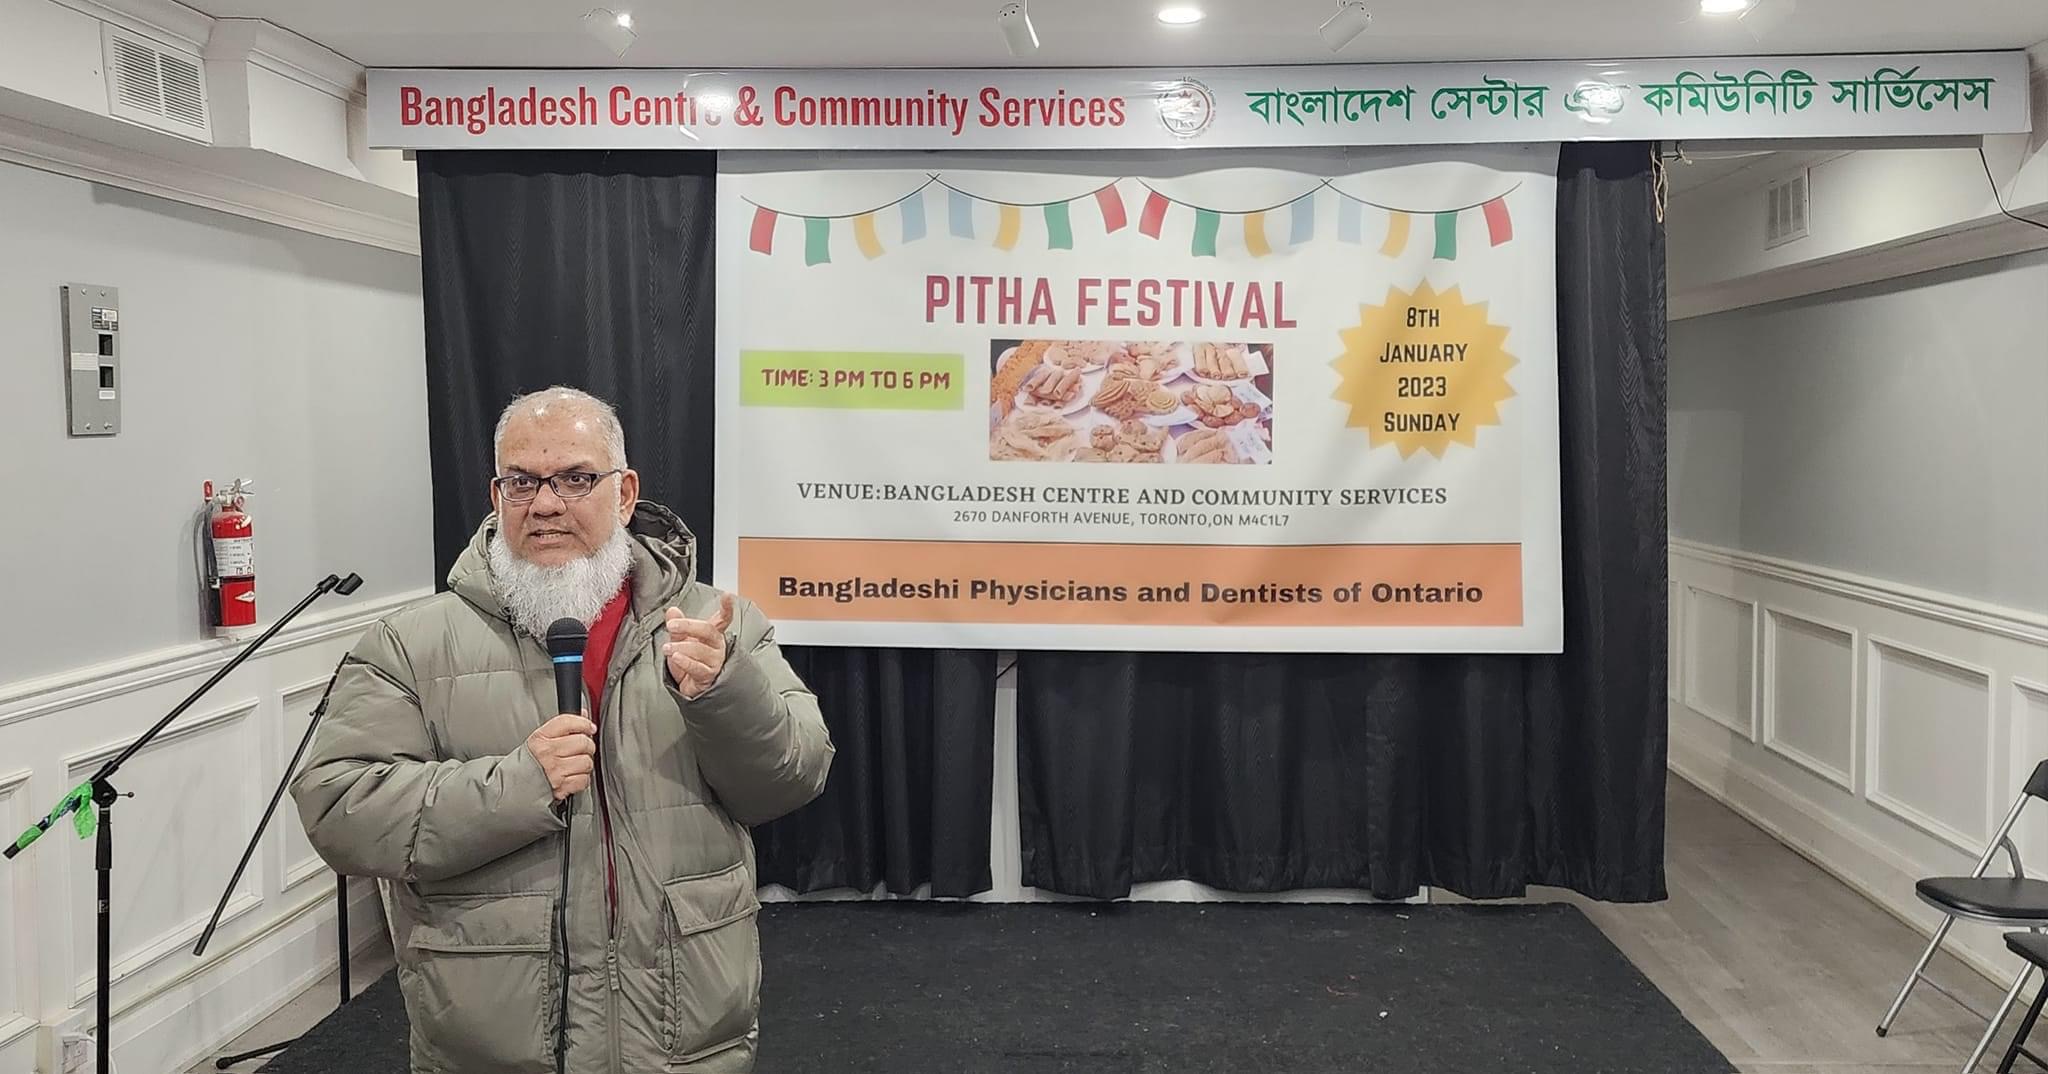 Bangladesh Centre & Community Services
বাংলাদেশ সেন্টার এন্ড কমিউনিটি সার্ভিসেস
PITHA FESTIVAL
TIME: 3 PM TO 6 PM
8TH
JANUARY
2023
SUNDAY
VENUE:BANGLADESH CENTRE AND COMMUNITY SERVICES
2670 DANFORTH AVENUE, TORONTO,ON M4C1L7
Bangladeshi Physicians and Dentists of Ontario